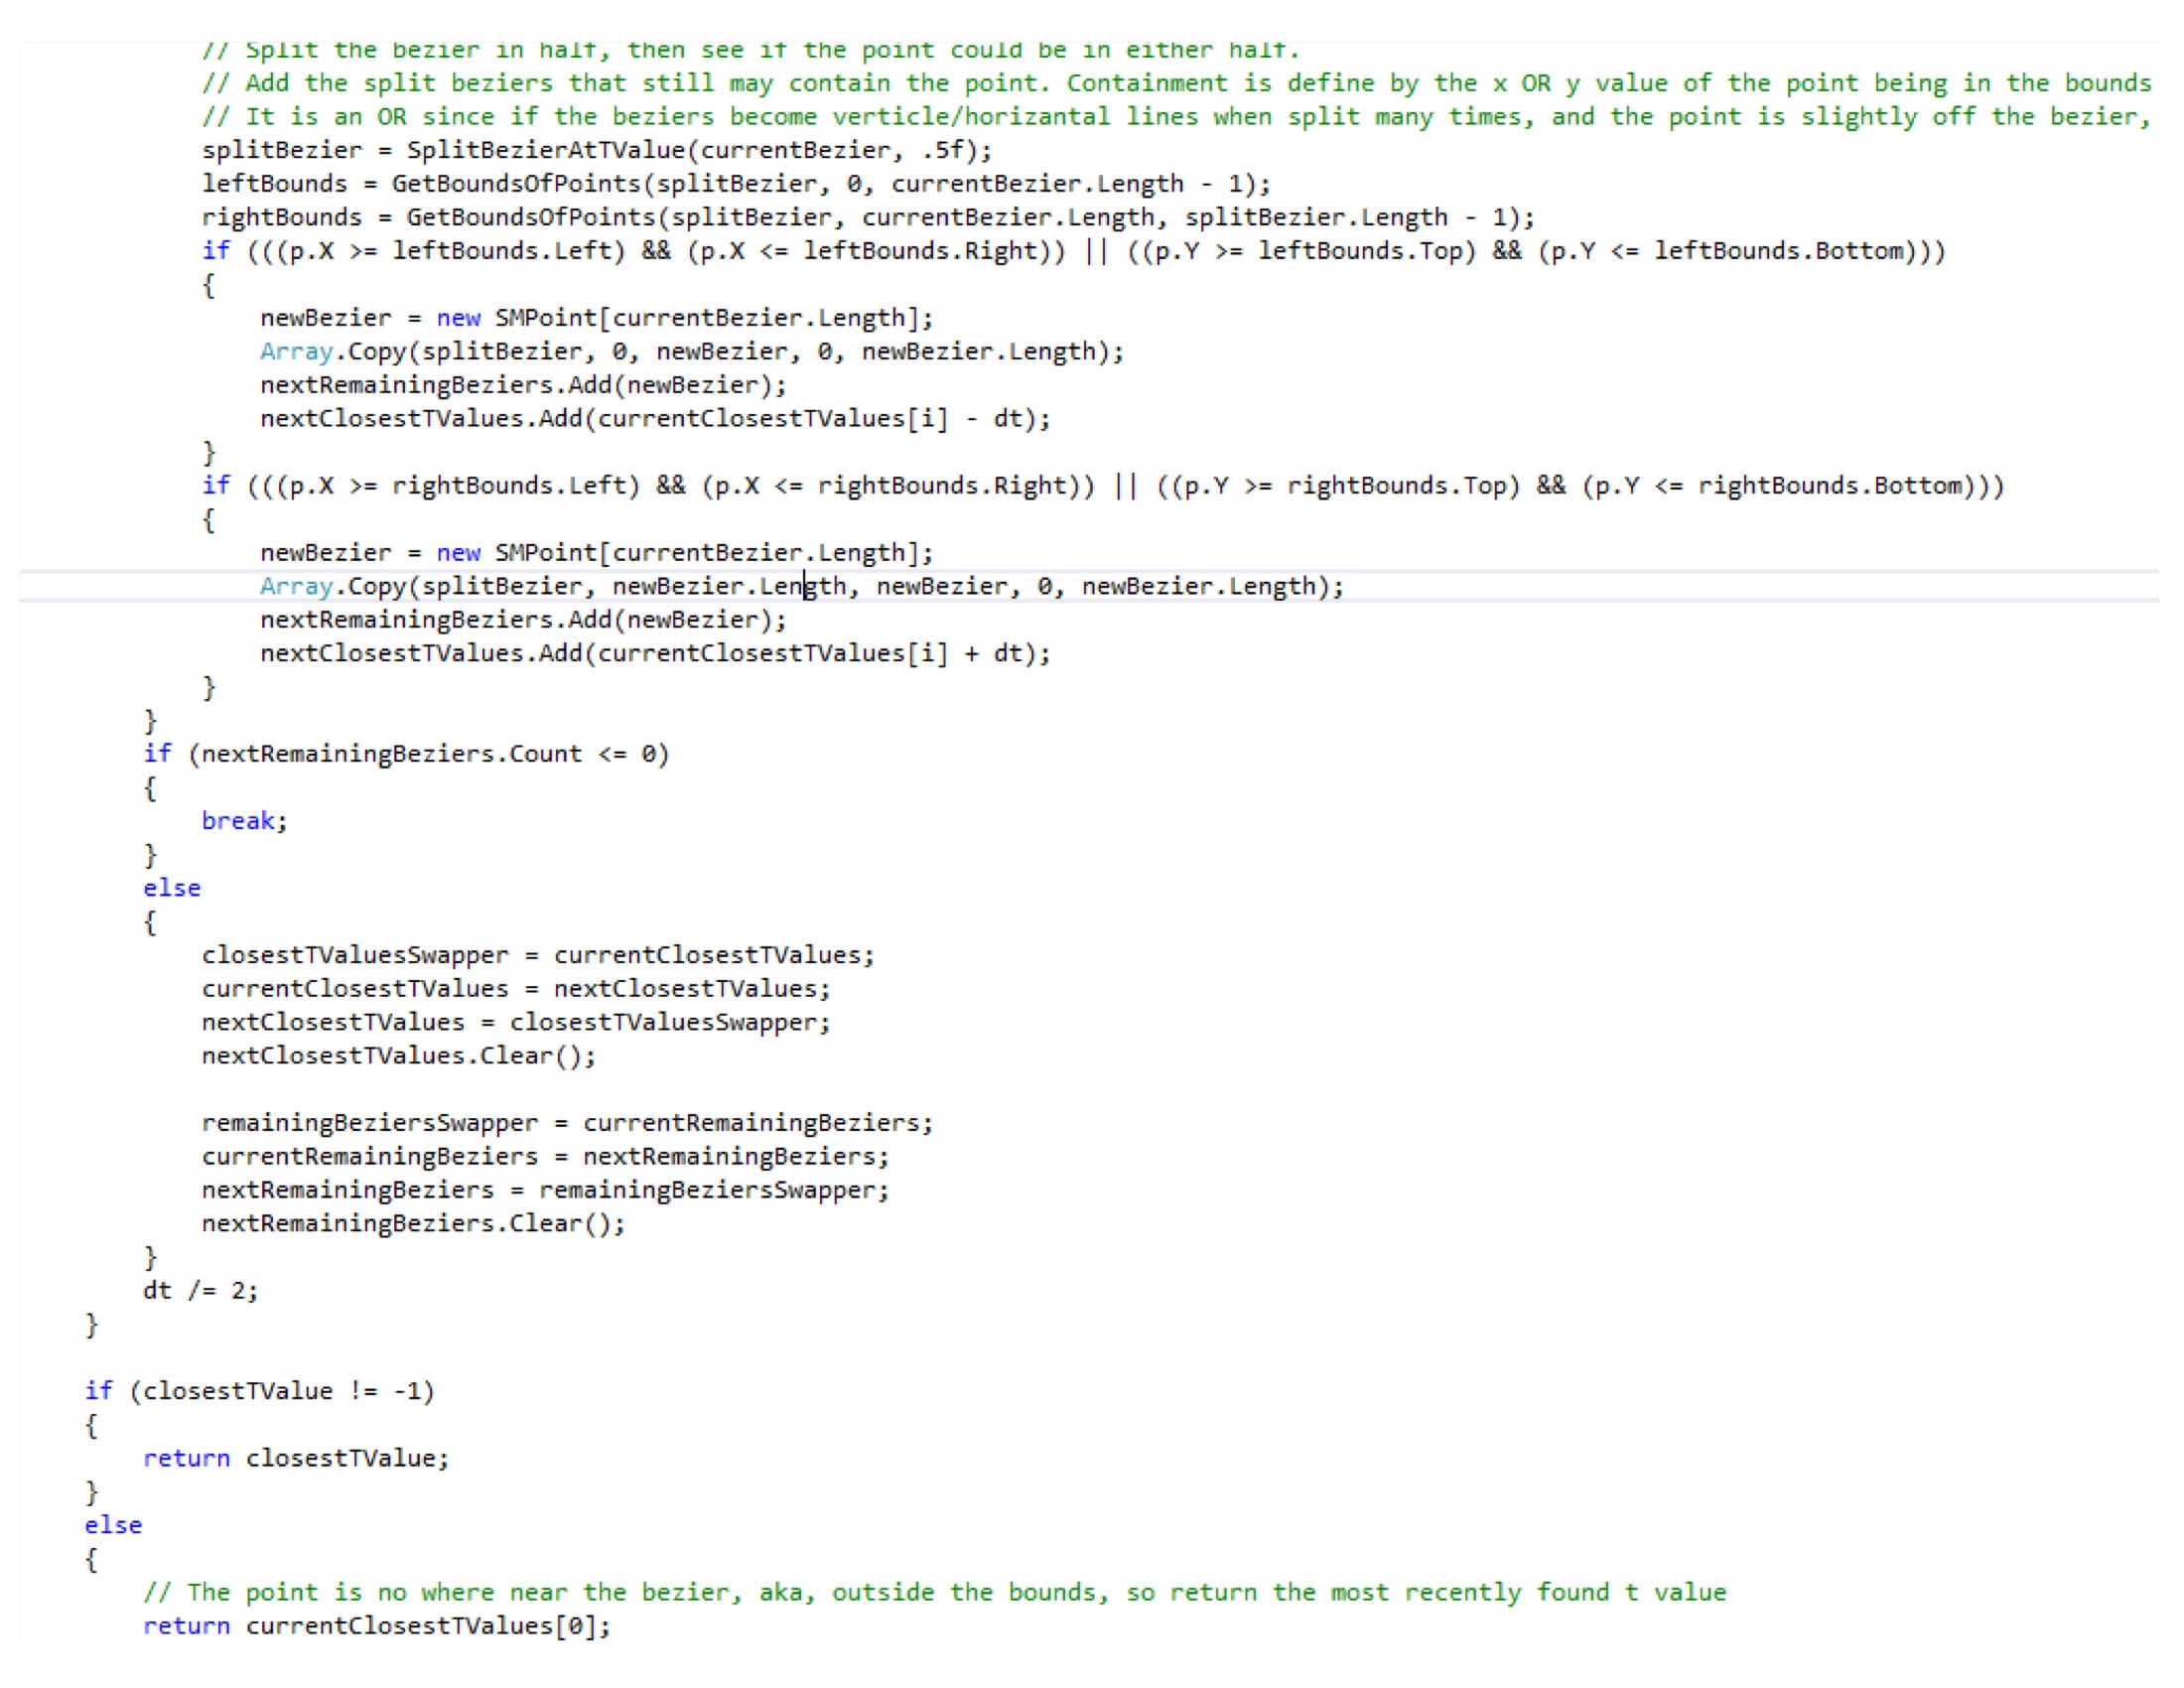 // Split the bezier in half, then see if the point could be in either half.
// Add the split beziers that still may contain the point. Containment is define by the x OR y value of the point being in the bounds
// It is an OR since if the beziers become verticle/horizantal lines when split many times, and the point is slightly off the bezier,
splitBezier = SplitBezierAtTValue(currentBezier, .5f);
leftBounds = GetBoundsOfPoints(splitBezier, 0, currentBezier.Length - 1);
rightBounds = GetBoundsOfPoints(splitBezier, currentBezier.Length, splitBezier.Length - 1);
if (((p.X >= leftBounds.Left) && (p.X <= leftBounds.Right)) || ((p.Y >= leftBounds.Top) && (p.Y <= leftBounds.Bottom)))
{
newBezier = new SMPoint[currentBezier.Length];
Array.Copy(splitBezier, 0, newBezier, 0, newBezier.Length);
nextRemainingBeziers.Add(newBezier);
nextClosestTValues.Add(currentClosestTValues[i] - dt);
}
if (((p.X >= rightBounds.Left) && (p.X <= rightBounds.Right)) || ((p.Y >= rightBounds.Top) && (p.Y <= rightBounds.Bottom)))
{
newBezier = new SMPoint[currentBezier.Length];
Array.Copy(splitBezier, newBezier.Length, newBezier, 0, newBezier.Length);
nextRemainingBeziers.Add(newBezier);
nextClosestTValues.Add(currentClosestTValues[i] + dt);
}
}
if (nextRemainingBeziers.Count <= 0)
{
break;
}
else
{
closestTValuesSwapper = currentClosestTValues;
currentClosestTValues = nextClosestTValues;
nextClosestTValues = closestTValuesSwapper;
nextClosestTValues.Clear();
remainingBeziersSwapper = currentRemainingBeziers;
currentRemainingBeziers = nextRemainingBeziers;
nextRemainingBeziers = remainingBeziersSwapper;
nextRemainingBeziers.Clear();
}
dt /= 2;
}
if (closestTValue != -1)
{
return closestTValue;
}
else
{
// The point is no where near the bezier, aka, outside the bounds, so return the most recently found t value
return currentClosestTValues[0];